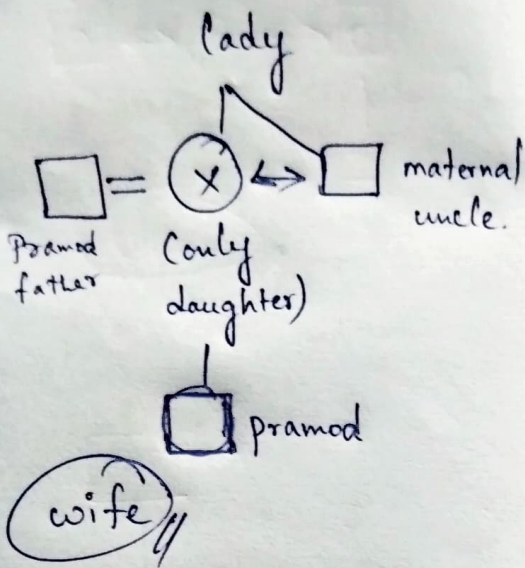 Lady
X
maternal
uncle.
Pramod
father
(only
daughter)
pramod
wife